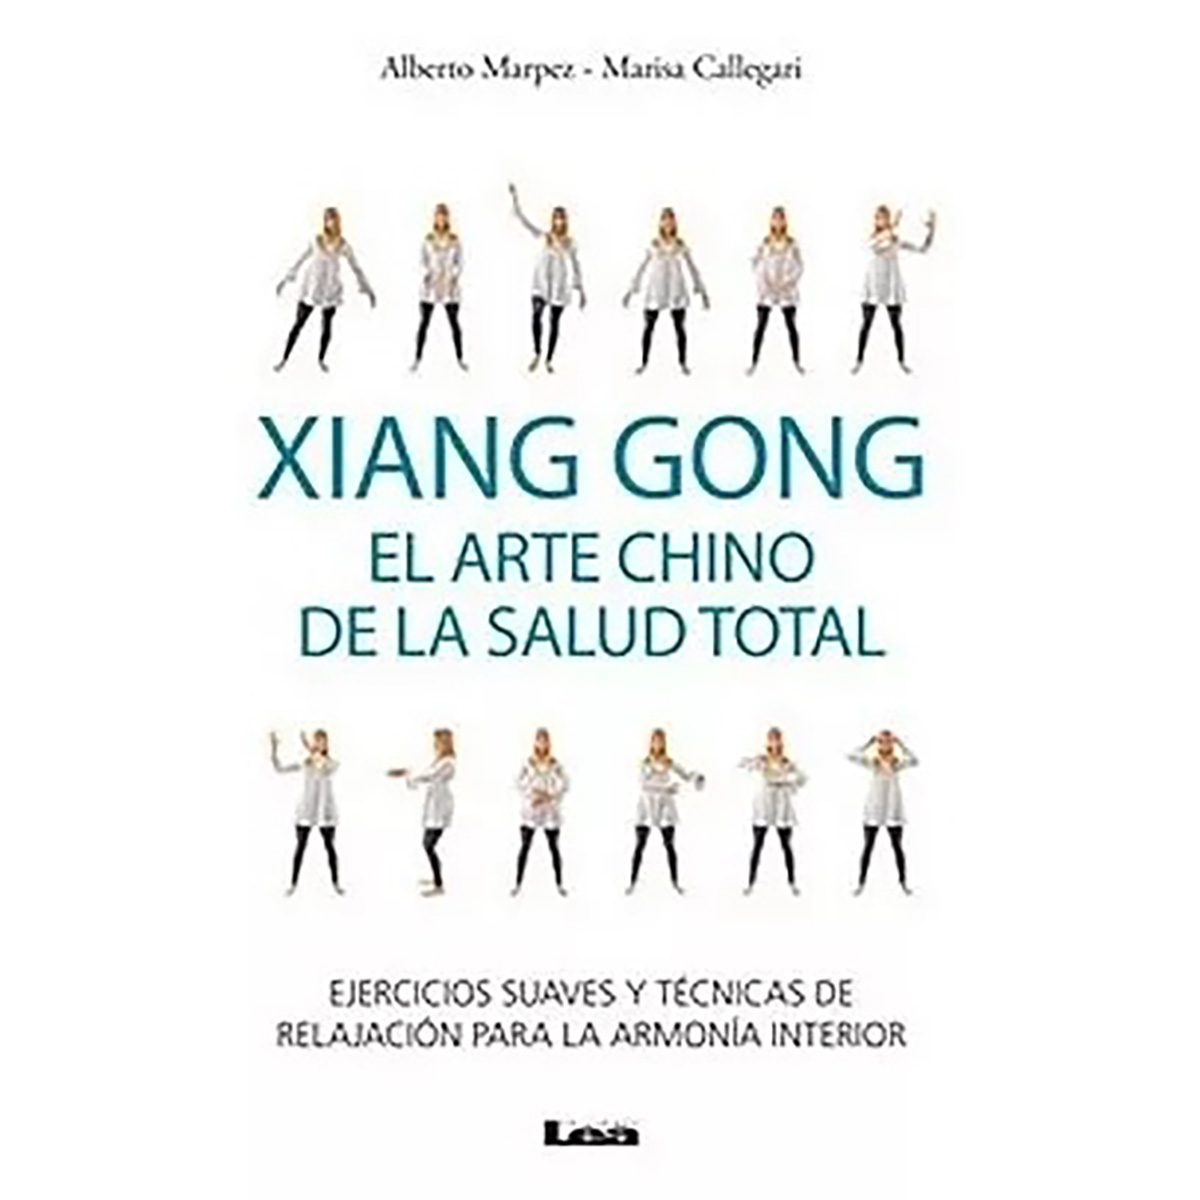 Alberto Marpez - Marisa Callegari
XIANG GONG
EL ARTE CHINO
DE LA SALUD TOTAL
EJERCICIOS SUAVES Y TÉCNICAS DE
RELAJACIÓN PARA LA ARMONÍA INTERIOR